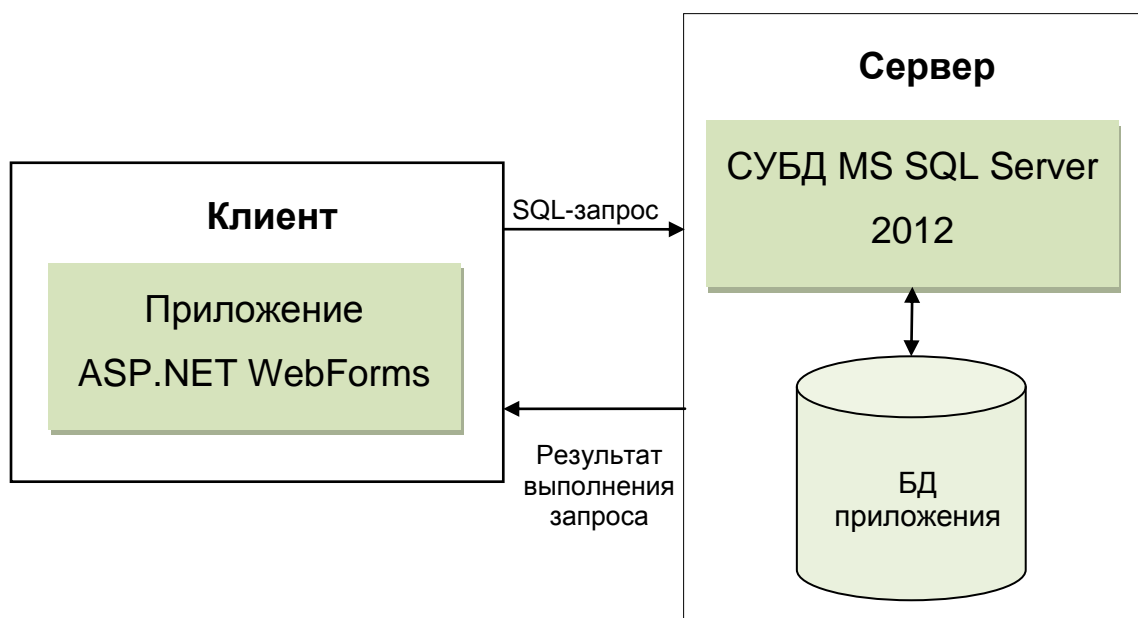 Клиент
Приложение
ASP.NET WebForms
SQL-запрос
Результат
выполнения
запроса
Сервер
СУБД MS SQL Server
2012
БД
приложения